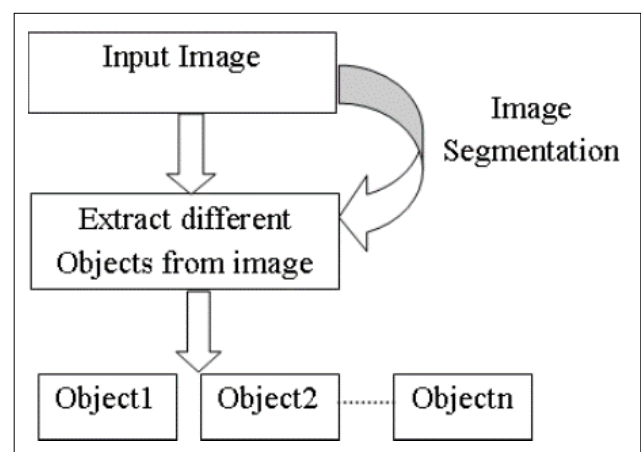 Input Image
Image
Segmentation
Extract different
Objects from image
Object1
Object2
Objectn